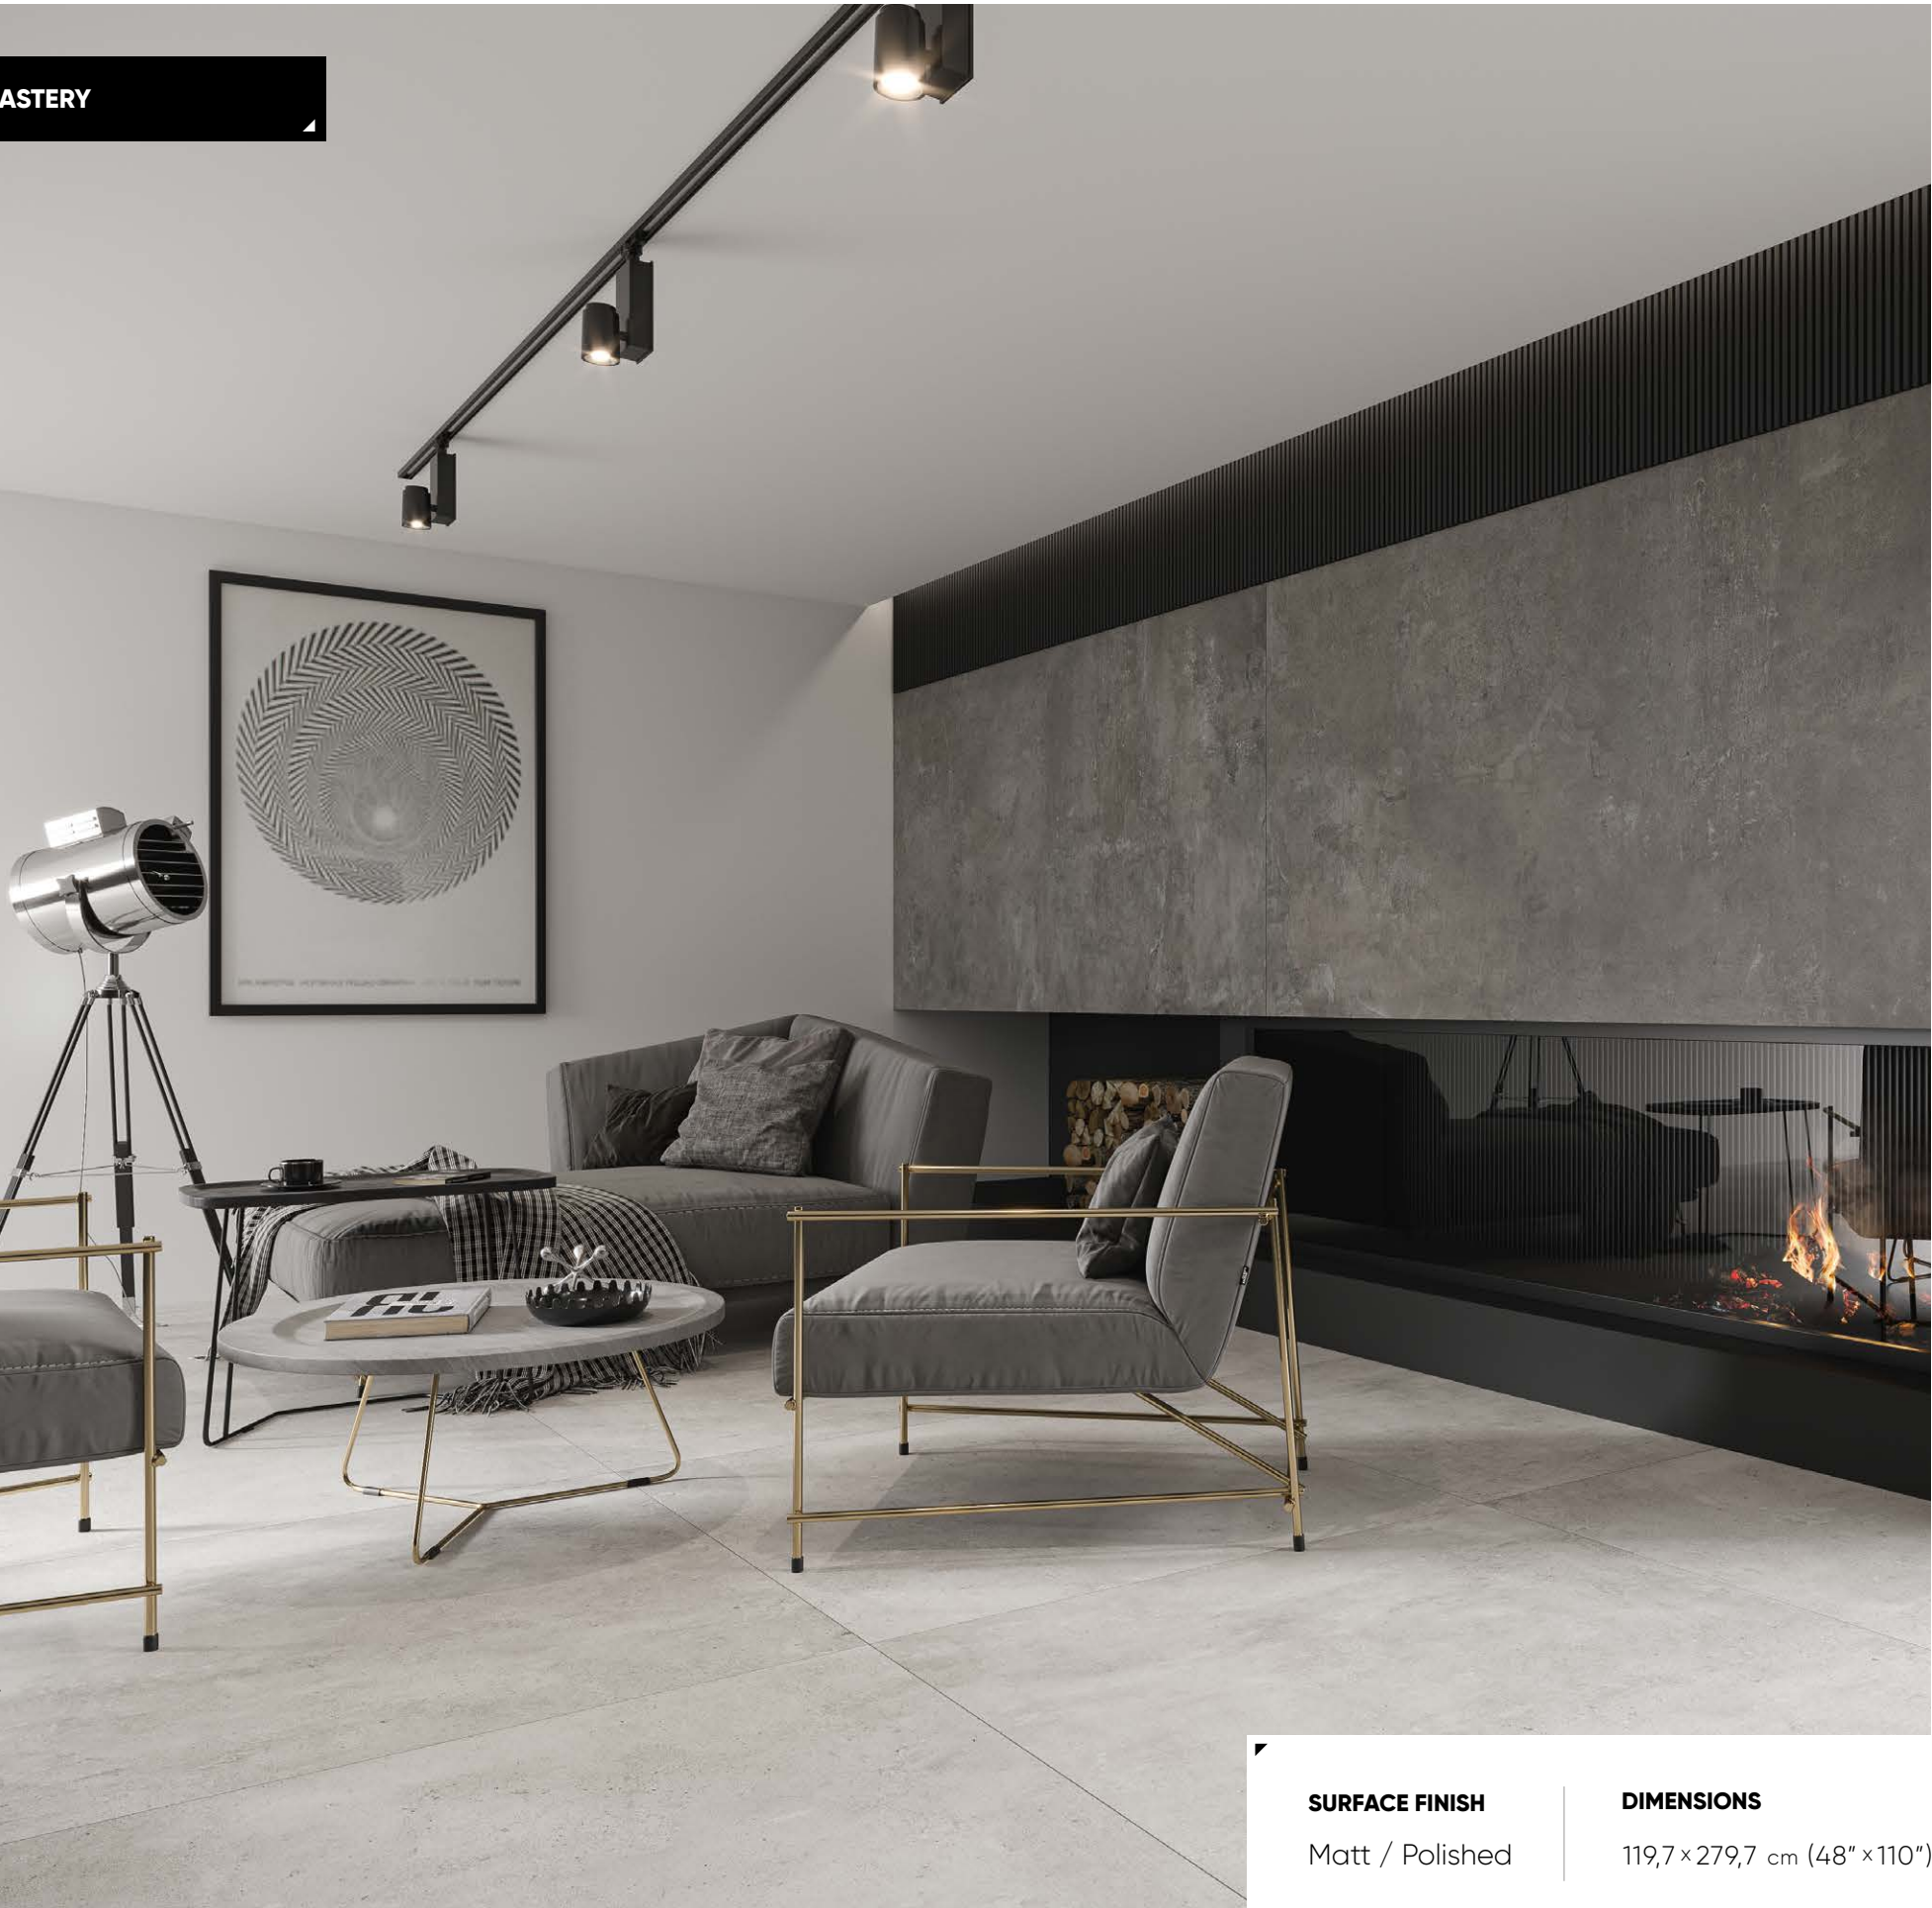 ASTERY
SURFACE FINISH
Matt / Polished
DIMENSIONS
119,7 × 279,7 cm (48" × 110")